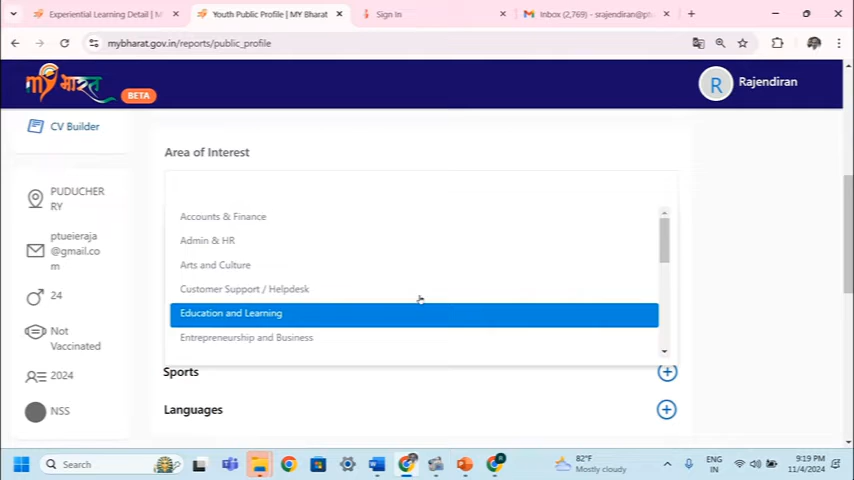 Experiential Learning Detail | M
Youth Public Profile | MY Bharat
Sign In
Inbox (2,769) - srajendiran@pt
mybharat.gov.in/reports/public_profile
my भारत
BETA
R
Rajendiran
CV Builder
PUDUCHER
RY
ptueieraja
@gmail.co
m
24
Not
Vaccinated
2024
NSS
Area of Interest
Accounts & Finance
Admin & HR
Arts and Culture
Customer Support / Helpdesk
Education and Learning
Entrepreneurship and Business
Sports
Languages
Search
82°F
Mostly cloudy
ENG
IN
9:19 PM
11/4/2024